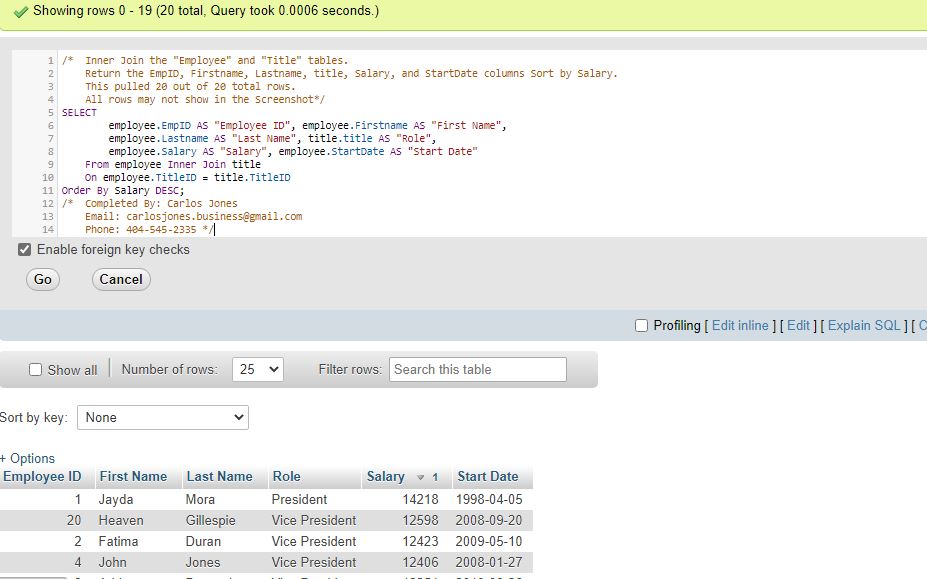 Showing rows 0 - 19 (20 total, Query took 0.0006 seconds.)
1 /* Inner Join the "Employee" and "Title" tables.
2 Return the EmpID, Firstname, Lastname, title, Salary, and StartDate columns Sort by Salary.
3 This pulled 20 out of 20 total rows.
4 All rows may not show in the Screenshot*/
5 SELECT
6 employee.EmpID AS "Employee ID", employee.Firstname AS "First Name",
7 employee.Lastname AS "Last Name", title.title AS "Role",
8 employee.Salary AS "Salary", employee.StartDate AS "Start Date"
9 From employee Inner Join title
10 On employee.TitleID = title.TitleID
11 Order By Salary DESC;
12 /* Completed By: Carlos Jones
13 Email: carlosjones.business@gmail.com
14 Phone: 404-545-2335 */
Enable foreign key checks
Go Cancel
Profiling [ Edit inline ] [ Edit ] [ Explain SQL ] [
Show all Number of rows: 25 Filter rows: Search this table
Sort by key: None
+ Options
Employee ID First Name Last Name Role Salary 1 Start Date
1 Jayda Mora President 14218 1998-04-05
20 Heaven Gillespie Vice President 12598 2008-09-20
2 Fatima Duran Vice President 12423 2009-05-10
4 John Jones Vice President 12406 2008-01-27